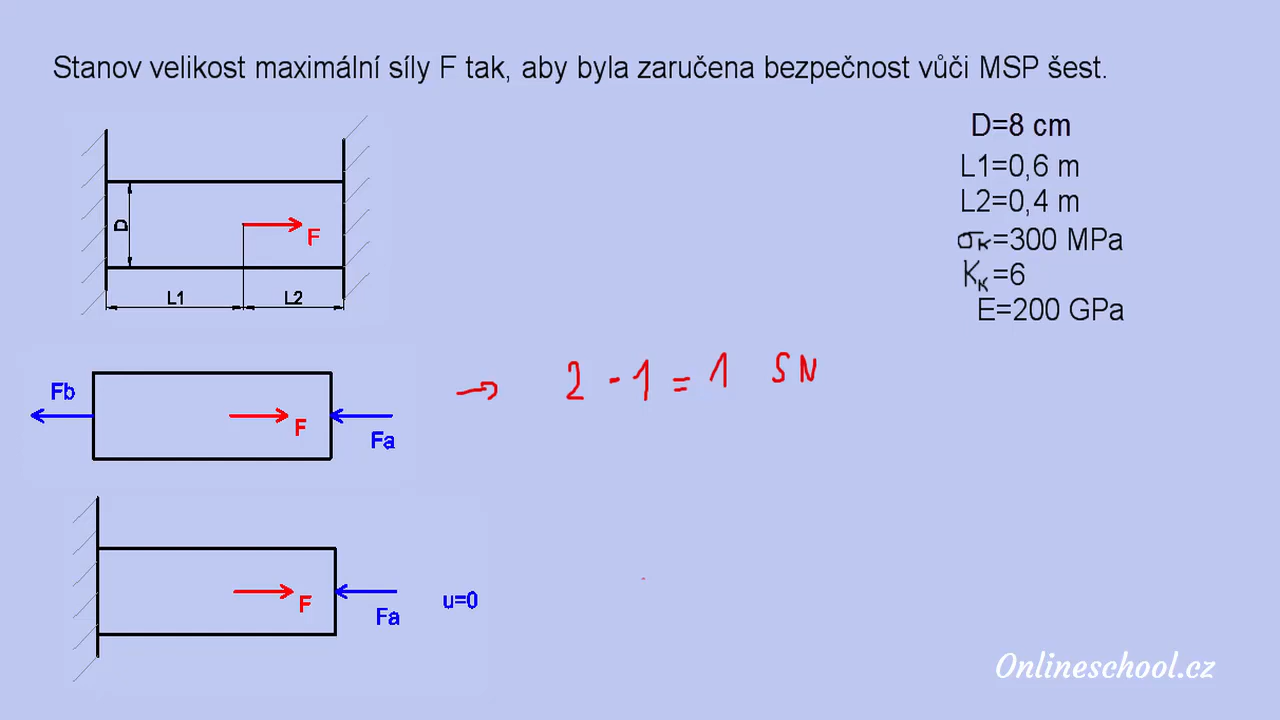 Stanov velikost maximální síly F tak, aby byla zaručena bezpečnost vůči MSP šest.
D=8 cm
L1=0,6 m
L2=0,4 m
σK=300 MPa
KK=6
E=200 GPa
D
F
L1
L2
Fb
F
Fa
→ 2 - 1 = 1 SN
F
Fa
u=0
Onlineschool.cz